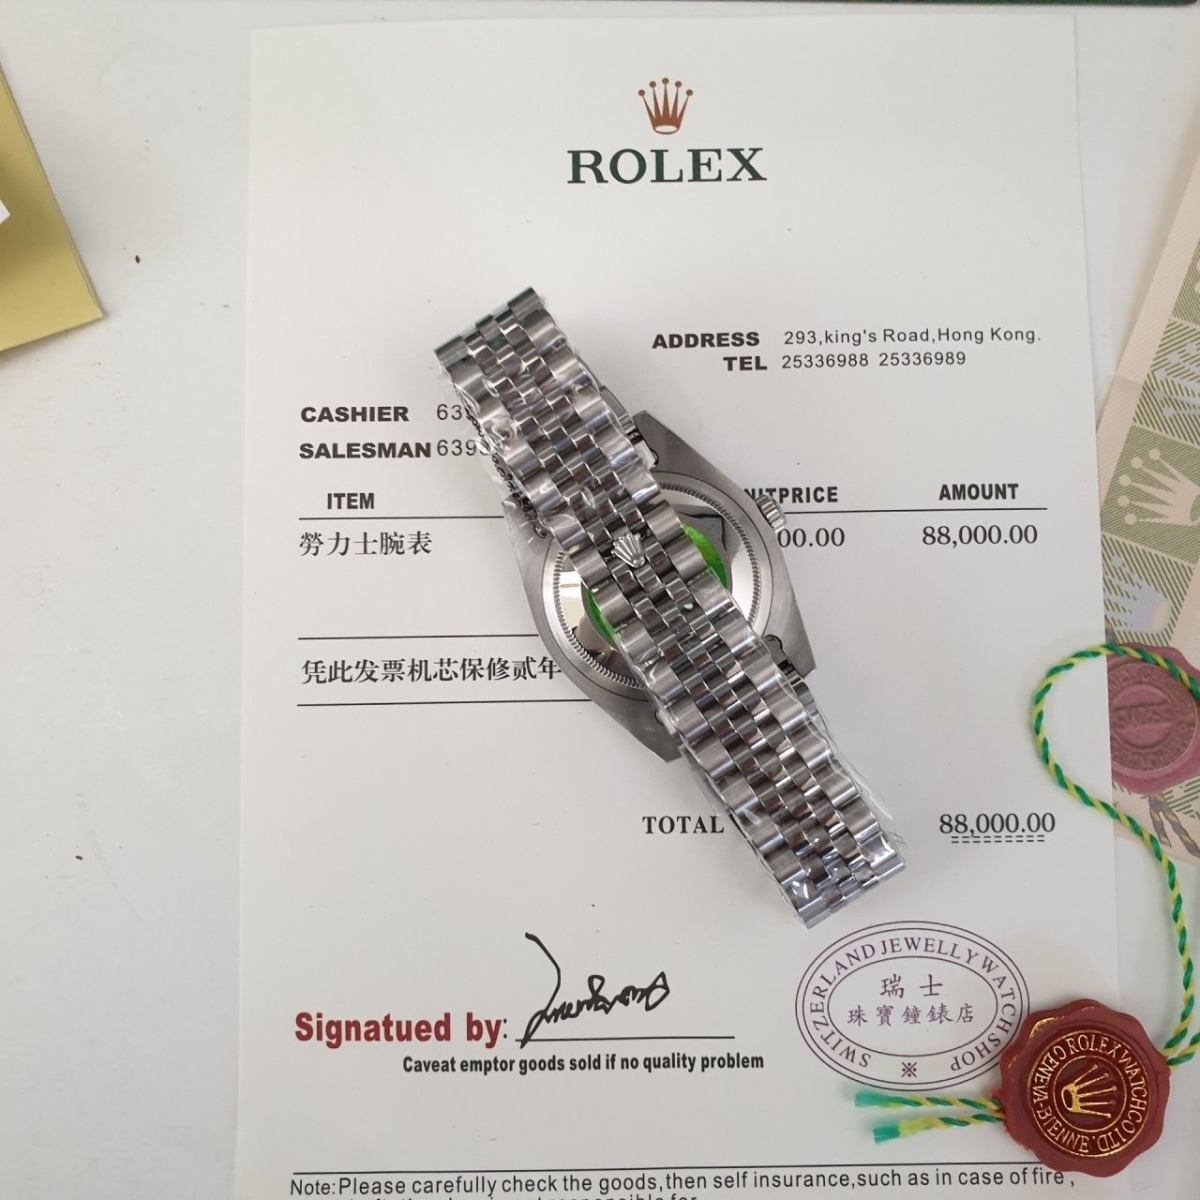 ROLEX
ADDRESS 293,king's Road,Hong Kong.
TEL 25336988 25336989
CASHIER
SALESMAN
ITEM AMOUNT
勞力士腕表 00.00 88,000.00
凭此发票机芯保修贰年
TOTAL 88,000.00
SWITZERLAND JEWELLY WATCH SHOP
瑞士
珠寶鐘錶店
※
Signatued by:
Caveat emptor goods sold if no quality problem
ROLEX WATCH CO LTD.
GENEVA-BIENNE.
Note:Please carefully check the goods,then self insurance,such as in case of fire,